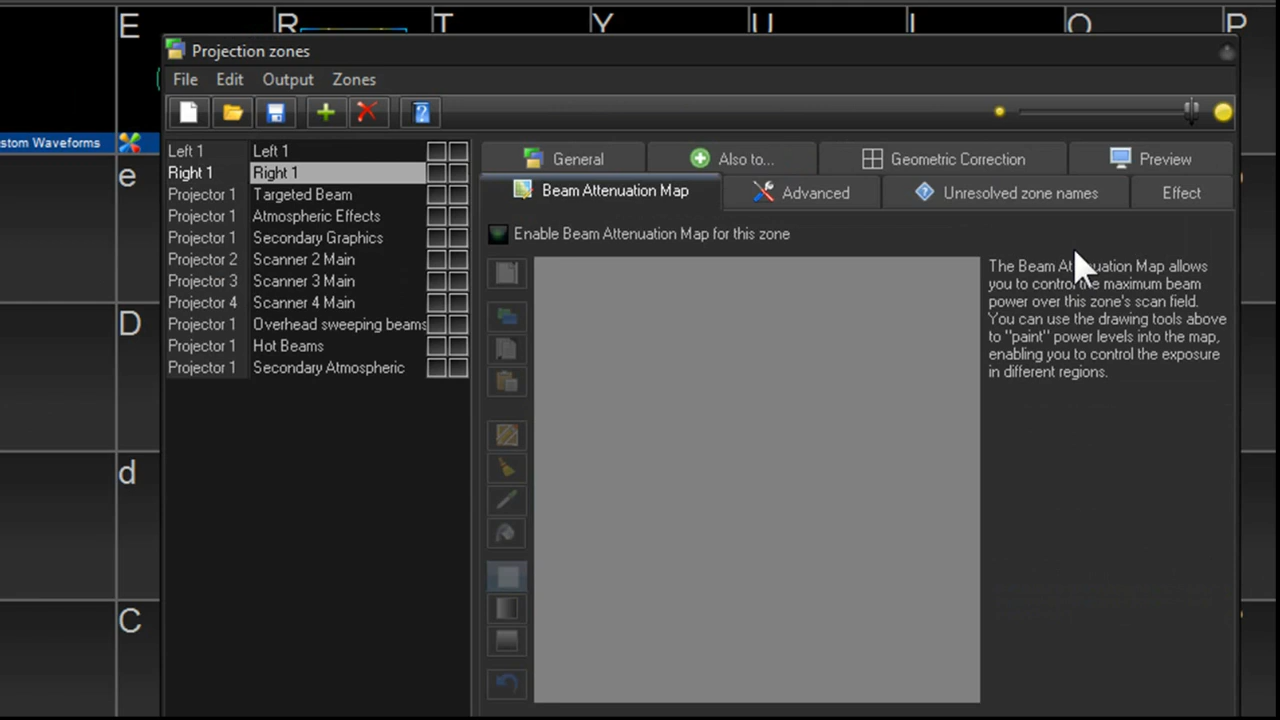 E R T Y U I O P
Projection zones
File Edit Output Zones
stom Waveforms
Left 1 Left 1
Right 1 Right 1
Projector 1 Targeted Beam
Projector 1 Atmospheric Effects
Projector 1 Secondary Graphics
Projector 2 Scanner 2 Main
Projector 3 Scanner 3 Main
Projector 4 Scanner 4 Main
Projector 1 Overhead sweeping beams
Projector 1 Hot Beams
Projector 1 Secondary Atmospheric
General Also to... Geometric Correction Preview
Beam Attenuation Map Advanced Unresolved zone names Effect
Enable Beam Attenuation Map for this zone
The Beam Attenuation Map allows
you to control the maximum beam
power over this zone's scan field.
You can use the drawing tools above
to "paint" power levels into the map,
enabling you to control the exposure
in different regions.
e
D
d
C